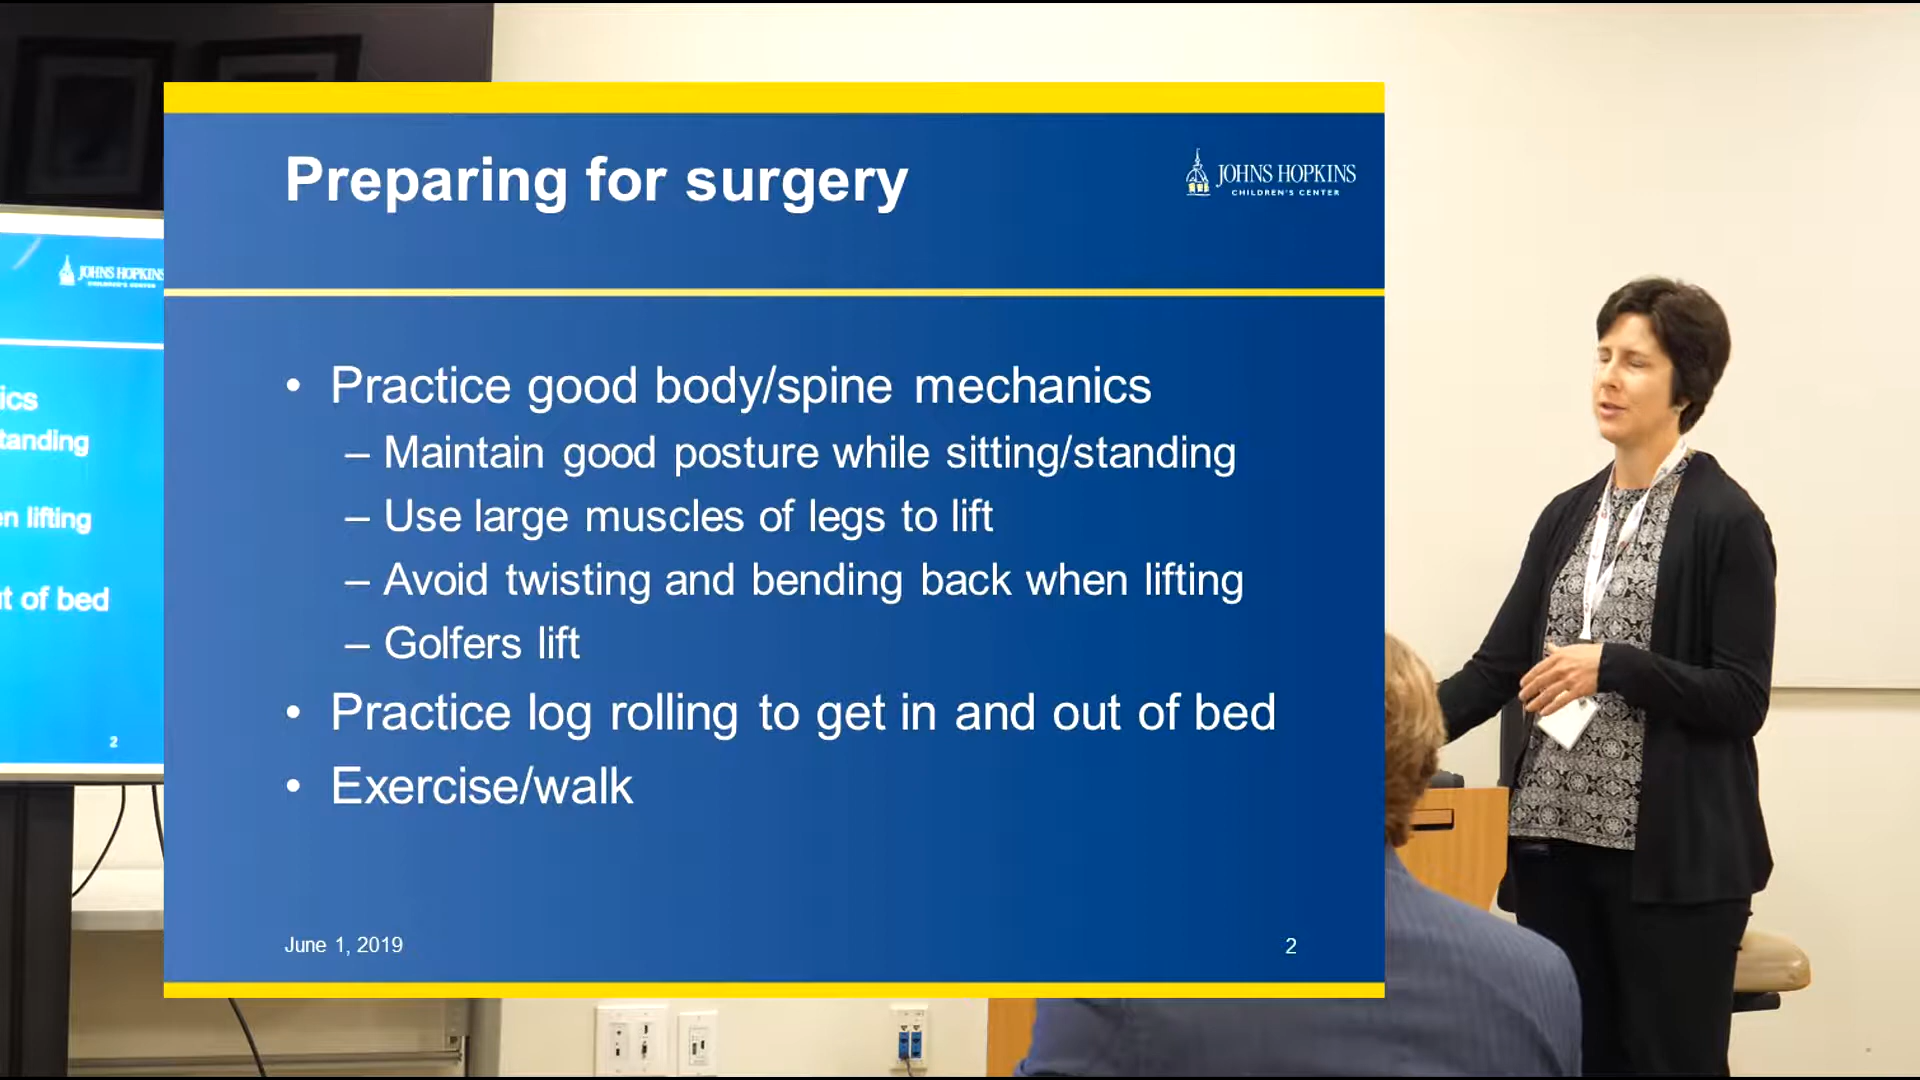 Preparing for surgery
JOHNS HOPKINS
CHILDREN'S CENTER
• Practice good body/spine mechanics
– Maintain good posture while sitting/standing
– Use large muscles of legs to lift
– Avoid twisting and bending back when lifting
– Golfers lift
• Practice log rolling to get in and out of bed
• Exercise/walk
June 1, 2019
2
JOHNS HOPKINS
CHILDREN'S CENTER
ics
tanding
en lifting
t of bed
2